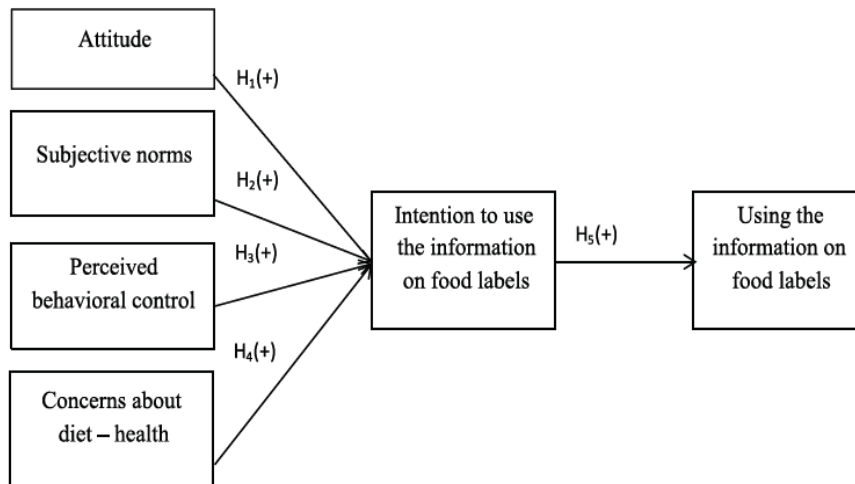 Attitude
H₁(+)
Subjective norms
H₂(+)
Perceived
behavioral control
H₃(+)
Concerns about
diet – health
H₄(+)
Intention to use
the information
on food labels
H₅(+)
Using the
information on
food labels